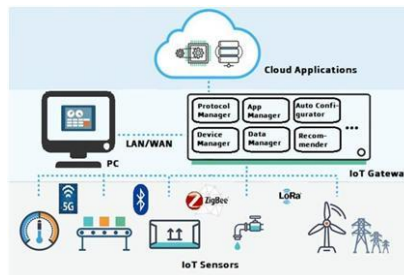 Cloud Applications
Protocol Manager
App Manager
Auto Confi-gurator
Device Manager
Data Manager
Recom-mender
...
LAN/WAN
PC
IoT Gatewa
5G
ZigBee
LoRa
IoT Sensors